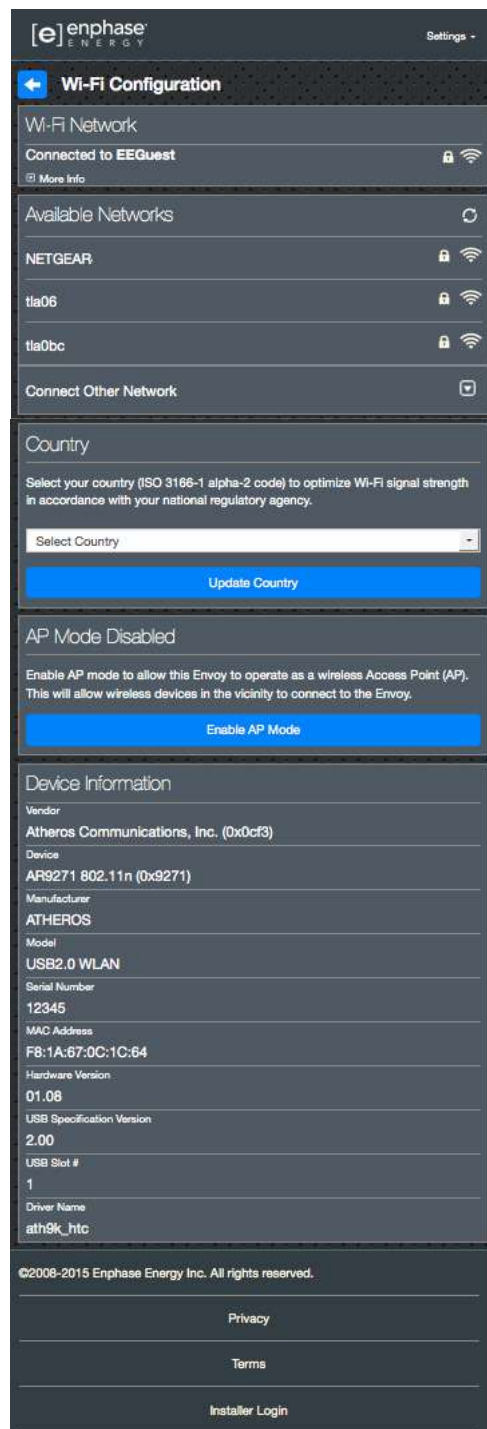 [e] enphase
ENERGY
Settings
Wi-Fi Configuration
Wi-Fi Network
Connected to EEGuest
More Info
Available Networks
NETGEAR
tla06
tla0bc
Connect Other Network
Country
Select your country (ISO 3166-1 alpha-2 code) to optimize Wi-Fi signal strength
in accordance with your national regulatory agency.
Select Country
Update Country
AP Mode Disabled
Enable AP mode to allow this Envoy to operate as a wireless Access Point (AP).
This will allow wireless devices in the vicinity to connect to the Envoy.
Enable AP Mode
Device Information
Vendor
Atheros Communications, Inc. (0x0cf3)
Device
AR9271 802.11n (0x9271)
Manufacturer
ATHEROS
Model
USB2.0 WLAN
Serial Number
12345
MAC Address
F8:1A:67:0C:1C:64
Hardware Version
01.08
USB Specification Version
2.00
USB Slot #
1
Driver Name
ath9k_htc
©2008-2015 Enphase Energy Inc. All rights reserved.
Privacy
Terms
Installer Login